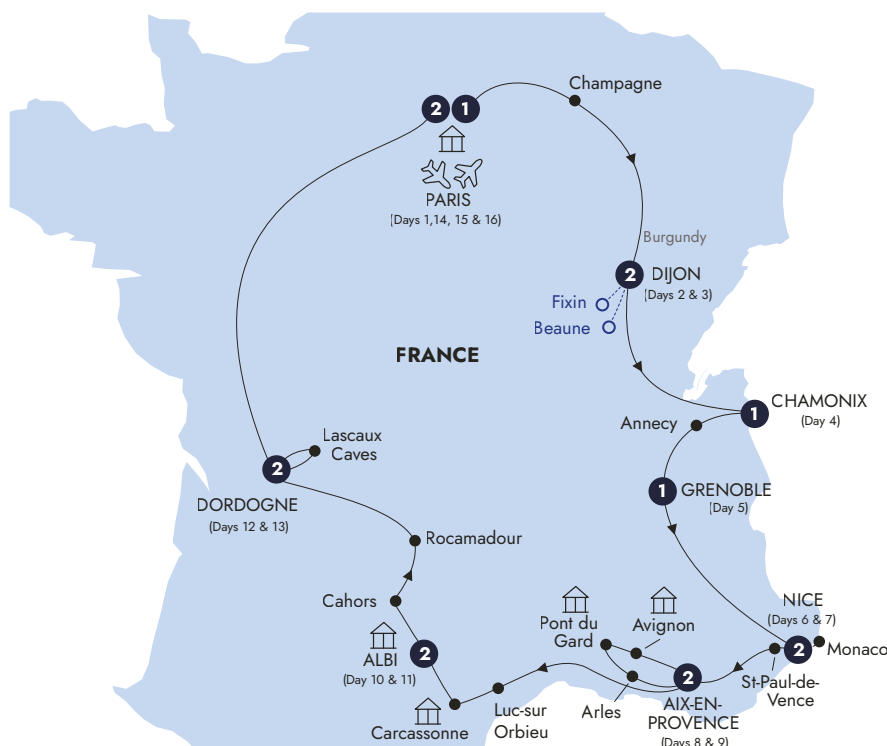 Champagne
2 1
PARIS
(Days 1,14, 15 & 16)
Burgundy
2 DIJON
(Days 2 & 3)
Fixin
Beaune
FRANCE
CHAMONIX
1
(Day 4)
Annecy
Lascaux
Caves
2
DORDOGNE
(Days 12 & 13)
1 GRENOBLE
(Day 5)
Rocamadour
Cahors
NICE
(Days 6 & 7)
2
Monaco
Pont du
Gard
Avignon
2
ALBI
(Day 10 & 11)
St-Paul-de-
Vence
2
AIX-EN-
PROVENCE
(Days 8 & 9)
Arles
Luc-sur
Orbieu
Carcassonne